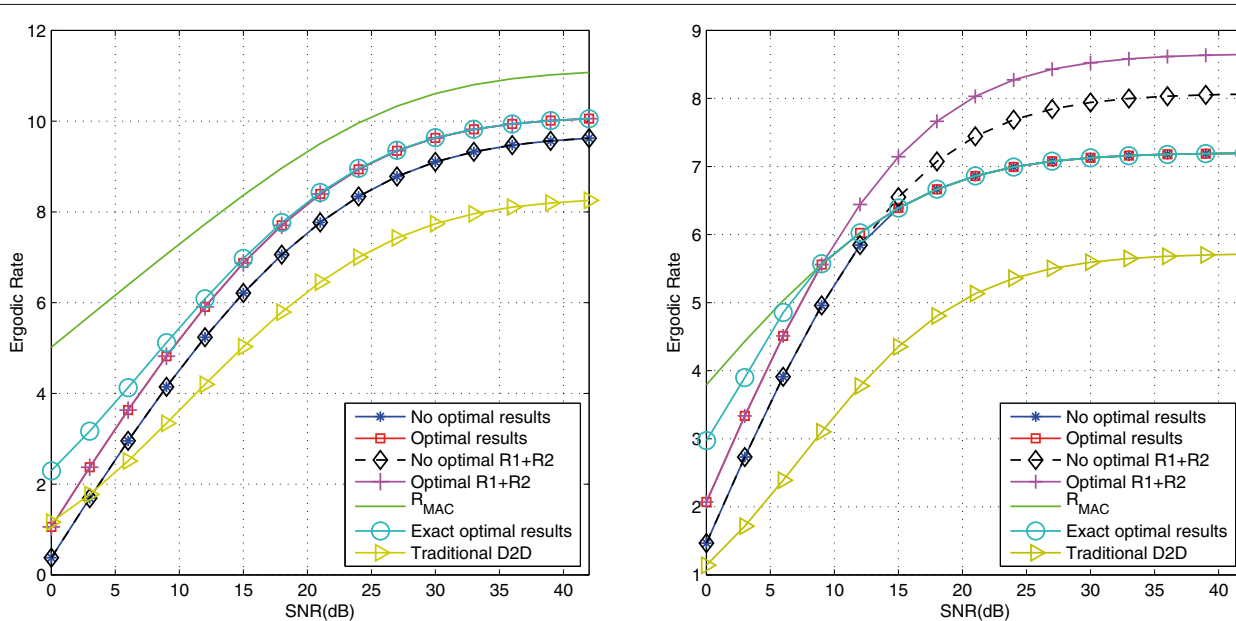 12
10
8
6
4
2
0
Ergodic Rate
0 5 10 15 20 25 30 35 40
SNR(dB)
No optimal results
Optimal results
No optimal R1+R2
Optimal R1+R2
R_MAC
Exact optimal results
Traditional D2D
9
8
7
6
5
4
3
2
1
Ergodic Rate
0 5 10 15 20 25 30 35 40
SNR(dB)
No optimal results
Optimal results
No optimal R1+R2
Optimal R1+R2
R_MAC
Exact optimal results
Traditional D2D